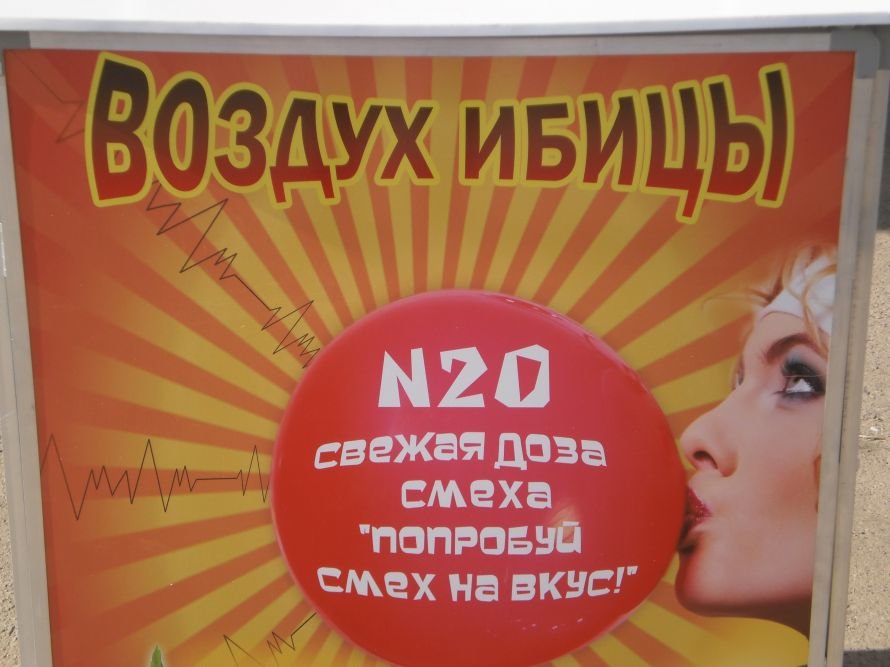 ВОЗДУХ ИБИЦЫ
N2O
СВЕЖАЯ ДОЗА
СМЕХА
"ПОПРОБУЙ
СМЕХ НА ВКУС!"